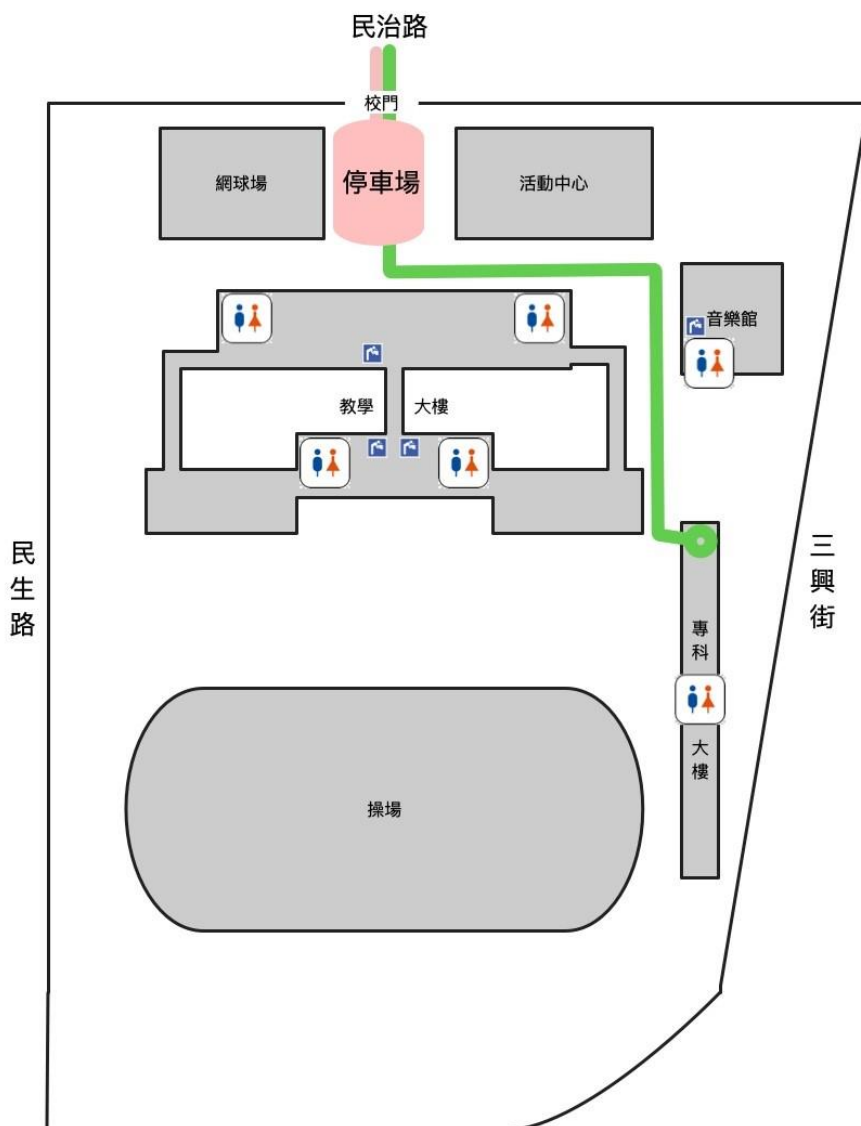 民治路
校門
網球場
停車場
活動中心
音樂館
教學
大樓
民生路
三興街
專科
大樓
操場